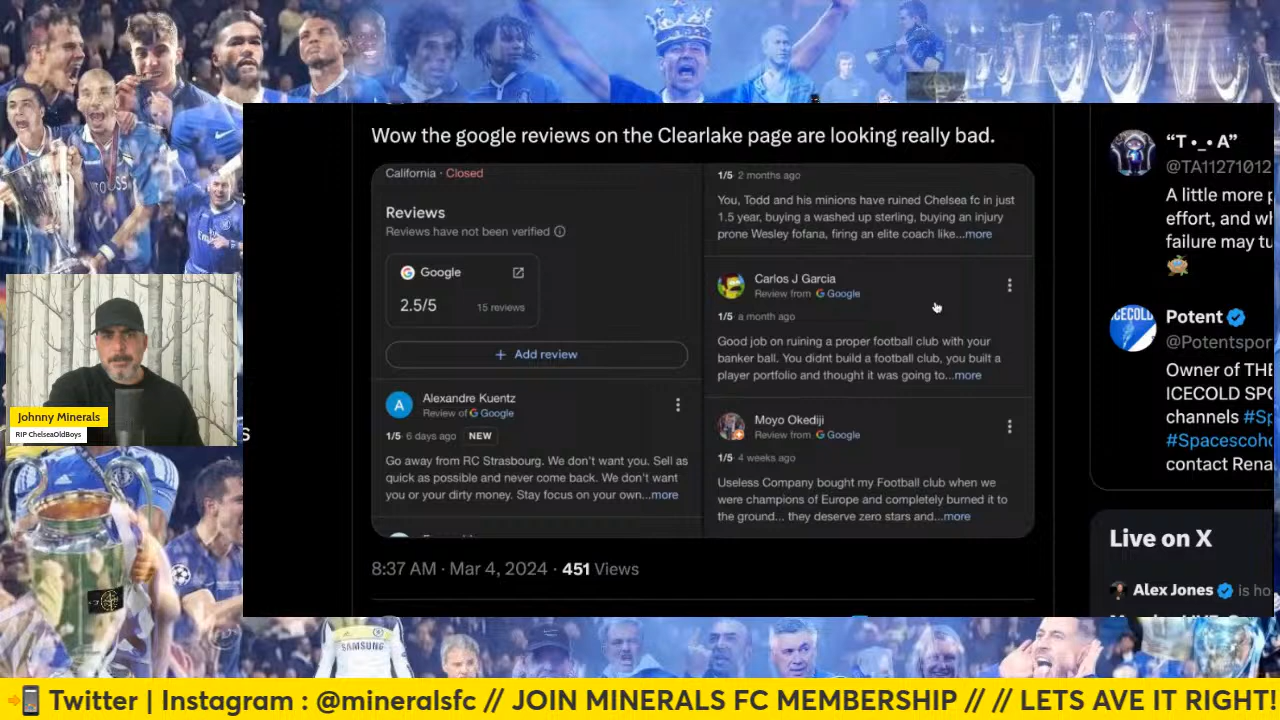 Wow the google reviews on the Clearlake page are looking really bad.
California · Closed
Reviews
Reviews have not been verified
Google
2.5/5 15 reviews
+ Add review
A
Alexandre Kuentz
Review of Google
1/5 · 6 days ago NEW
Go away from RC Strasbourg. We don't want you. Sell as
quick as possible and never come back. We don't want
you or your dirty money. Stay focus on your own...more
1/5 · 2 months ago
You, Todd and his minions have ruined Chelsea fc in just
1.5 year, buying a washed up sterling, buying an injury
prone Wesley fofana, firing an elite coach like...more
Carlos J Garcia
Review from Google
1/5 · a month ago
Good job on ruining a proper football club with your
banker ball. You didnt build a football club, you built a
player portfolio and thought it was going to...more
Moyo Okediji
Review from Google
1/5 · 4 weeks ago
Useless Company bought my Football club when we
were champions of Europe and completely burned it to
the ground... they deserve zero stars and...more
8:37 AM · Mar 4, 2024 · 451 Views
“T •_• A”
@TA11271012
A little more
effort, and
failure may
ICECOLD
Potent
@Potentspor
Owner of THE
ICECOLD
channels
contact
Live on X
Alex Jones is
Johnny Minerals
RIP ChelseaOldBoys
SAMSUNG
Twitter | Instagram : @mineralsfc // JOIN MINERALS FC MEMBERSHIP // // LETS AVE IT RIGHT!